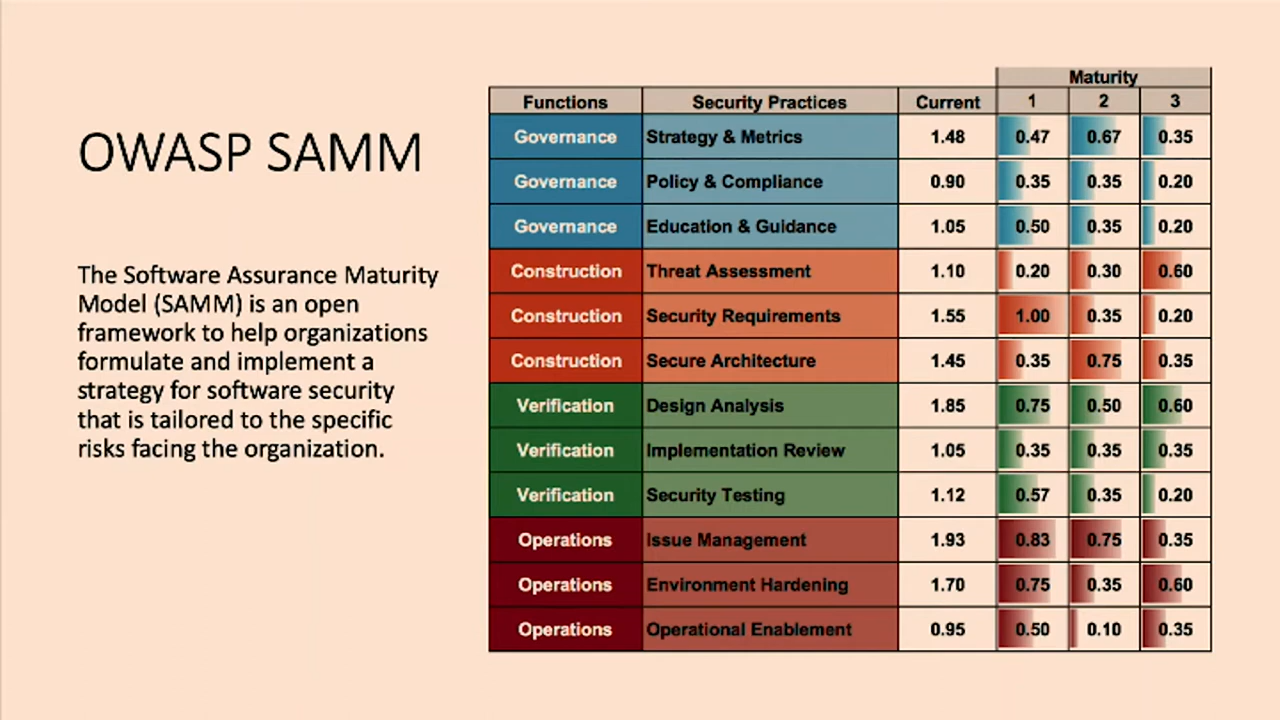 OWASP SAMM
The Software Assurance Maturity
Model (SAMM) is an open
framework to help organizations
formulate and implement a
strategy for software security
that is tailored to the specific
risks facing the organization.
Maturity
Functions Security Practices Current 1 2 3
Governance Strategy & Metrics 1.48 0.47 0.67 0.35
Governance Policy & Compliance 0.90 0.35 0.35 0.20
Governance Education & Guidance 1.05 0.50 0.35 0.20
Construction Threat Assessment 1.10 0.20 0.30 0.60
Construction Security Requirements 1.55 1.00 0.35 0.20
Construction Secure Architecture 1.45 0.35 0.75 0.35
Verification Design Analysis 1.85 0.75 0.50 0.60
Verification Implementation Review 1.05 0.35 0.35 0.35
Verification Security Testing 1.12 0.57 0.35 0.20
Operations Issue Management 1.93 0.83 0.75 0.35
Operations Environment Hardening 1.70 0.75 0.35 0.60
Operations Operational Enablement 0.95 0.50 0.10 0.35